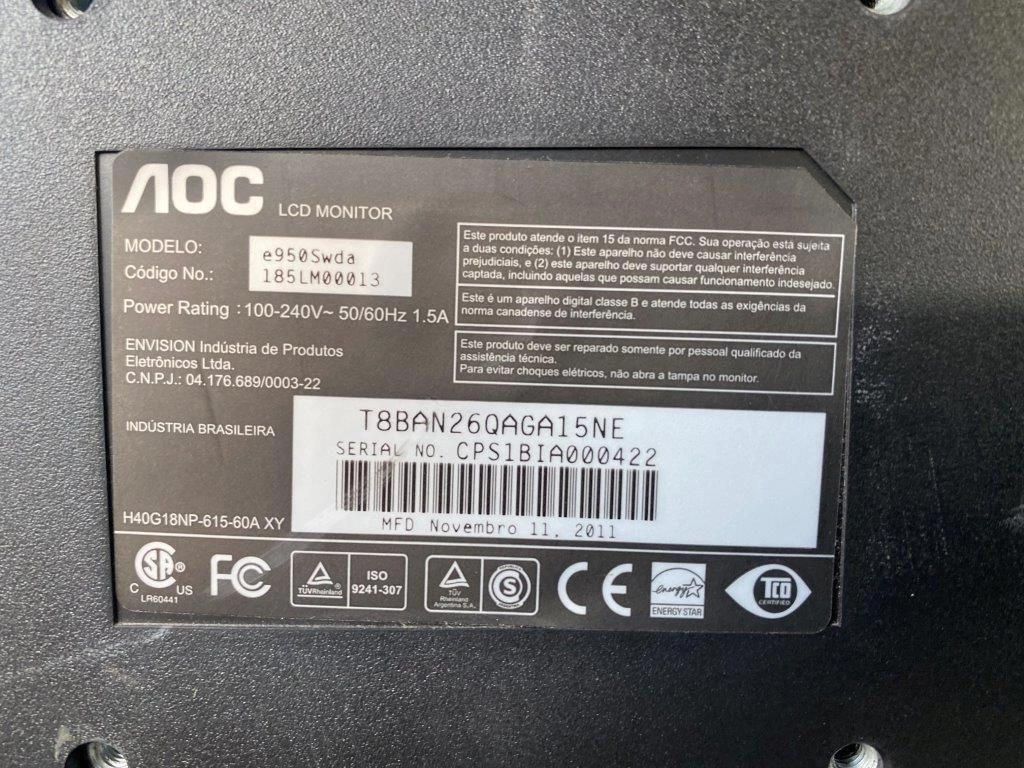 AOC LCD MONITOR
MODELO: e950Swda
Código No.: 185LM00013
Power Rating : 100-240V~ 50/60Hz 1.5A
ENVISION Indústria de Produtos
Eletrônicos Ltda.
C.N.P.J.: 04.176.689/0003-22
INDÚSTRIA BRASILEIRA
H40G18NP-615-60A XY
Este produto atende o item 15 da norma FCC. Sua operação está sujeita
a duas condições: (1) Este aparelho não deve causar interferência
prejudiciais, e (2) este aparelho deve suportar qualquer interferência
captada, incluindo aquelas que possam causar funcionamento indesejado.
Este é um aparelho digital classe B e atende todas as exigências da
norma canadense de interferência.
Este produto deve ser reparado somente por pessoal qualificado da
assistência técnica.
Para evitar choques elétricos, não abra a tampa no monitor.
T8BAN26QAGA15NE
SERIAL NO. CPS1BIA000422
MFD Novembro 11, 2011
C SA ® US
LR60441
FC
TÜVRheinland®
ISO
9241-307
TÜV
Rheinland
Argentina S.A.
S
CE
energy
ENERGY STAR
TCO
CERTIFIED